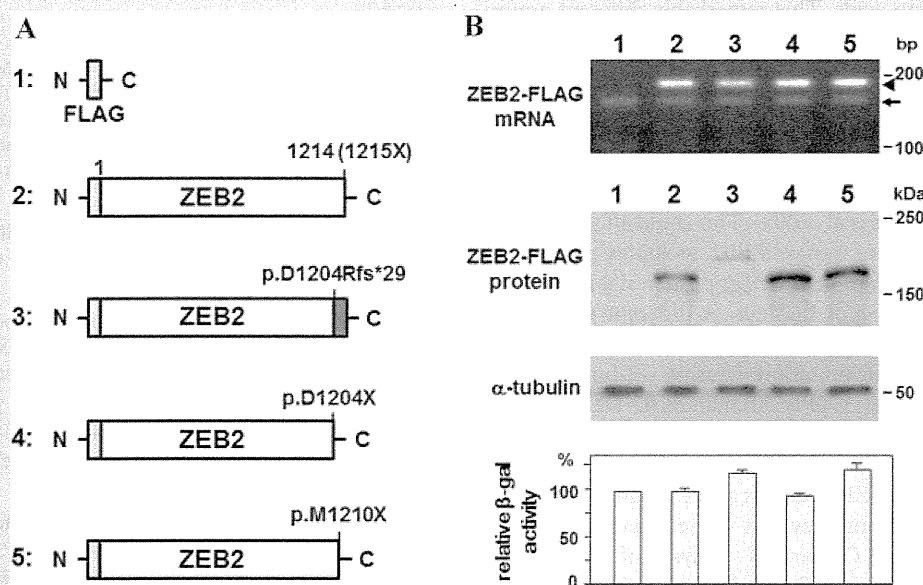 A
1: N C
FLAG
1
1214 (1215X)
2: N ZEB2 C
p.D1204Rfs*29
3: N ZEB2 C
p.D1204X
4: N ZEB2 C
p.M1210X
5: N ZEB2 C
B
1 2 3 4 5 bp
ZEB2-FLAG
mRNA
200
100
1 2 3 4 5 kDa
ZEB2-FLAG
protein
250
150
α-tubulin
50
relative β-gal
activity
%
100
50
0